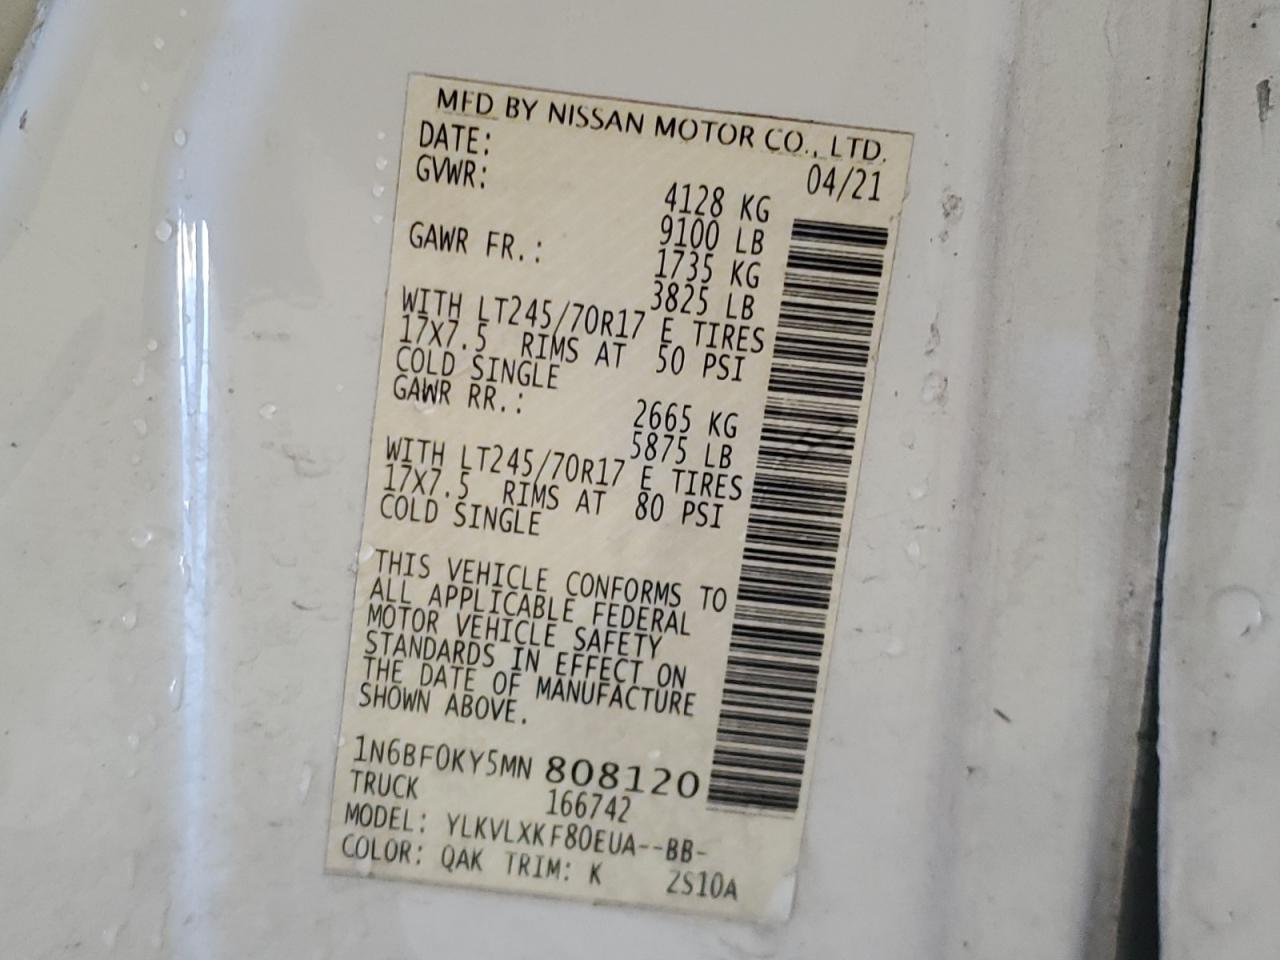 MFD BY NISSAN MOTOR CO., LTD.
DATE: 04/21
GVWR: 4128 KG
9100 LB
GAWR FR.: 1735 KG
3825 LB
WITH LT245/70R17 E TIRES
17X7.5 RIMS AT 50 PSI
COLD SINGLE
GAWR RR.: 2665 KG
5875 LB
WITH LT245/70R17 E TIRES
17X7.5 RIMS AT 80 PSI
COLD SINGLE
THIS VEHICLE CONFORMS TO
ALL APPLICABLE FEDERAL
MOTOR VEHICLE SAFETY
STANDARDS IN EFFECT ON
THE DATE OF MANUFACTURE
SHOWN ABOVE.
1N6BF0KY5MN 808120
TRUCK 166742
MODEL: YLKVLXKF80EUA--BB-
COLOR: QAK TRIM: K 2S10A